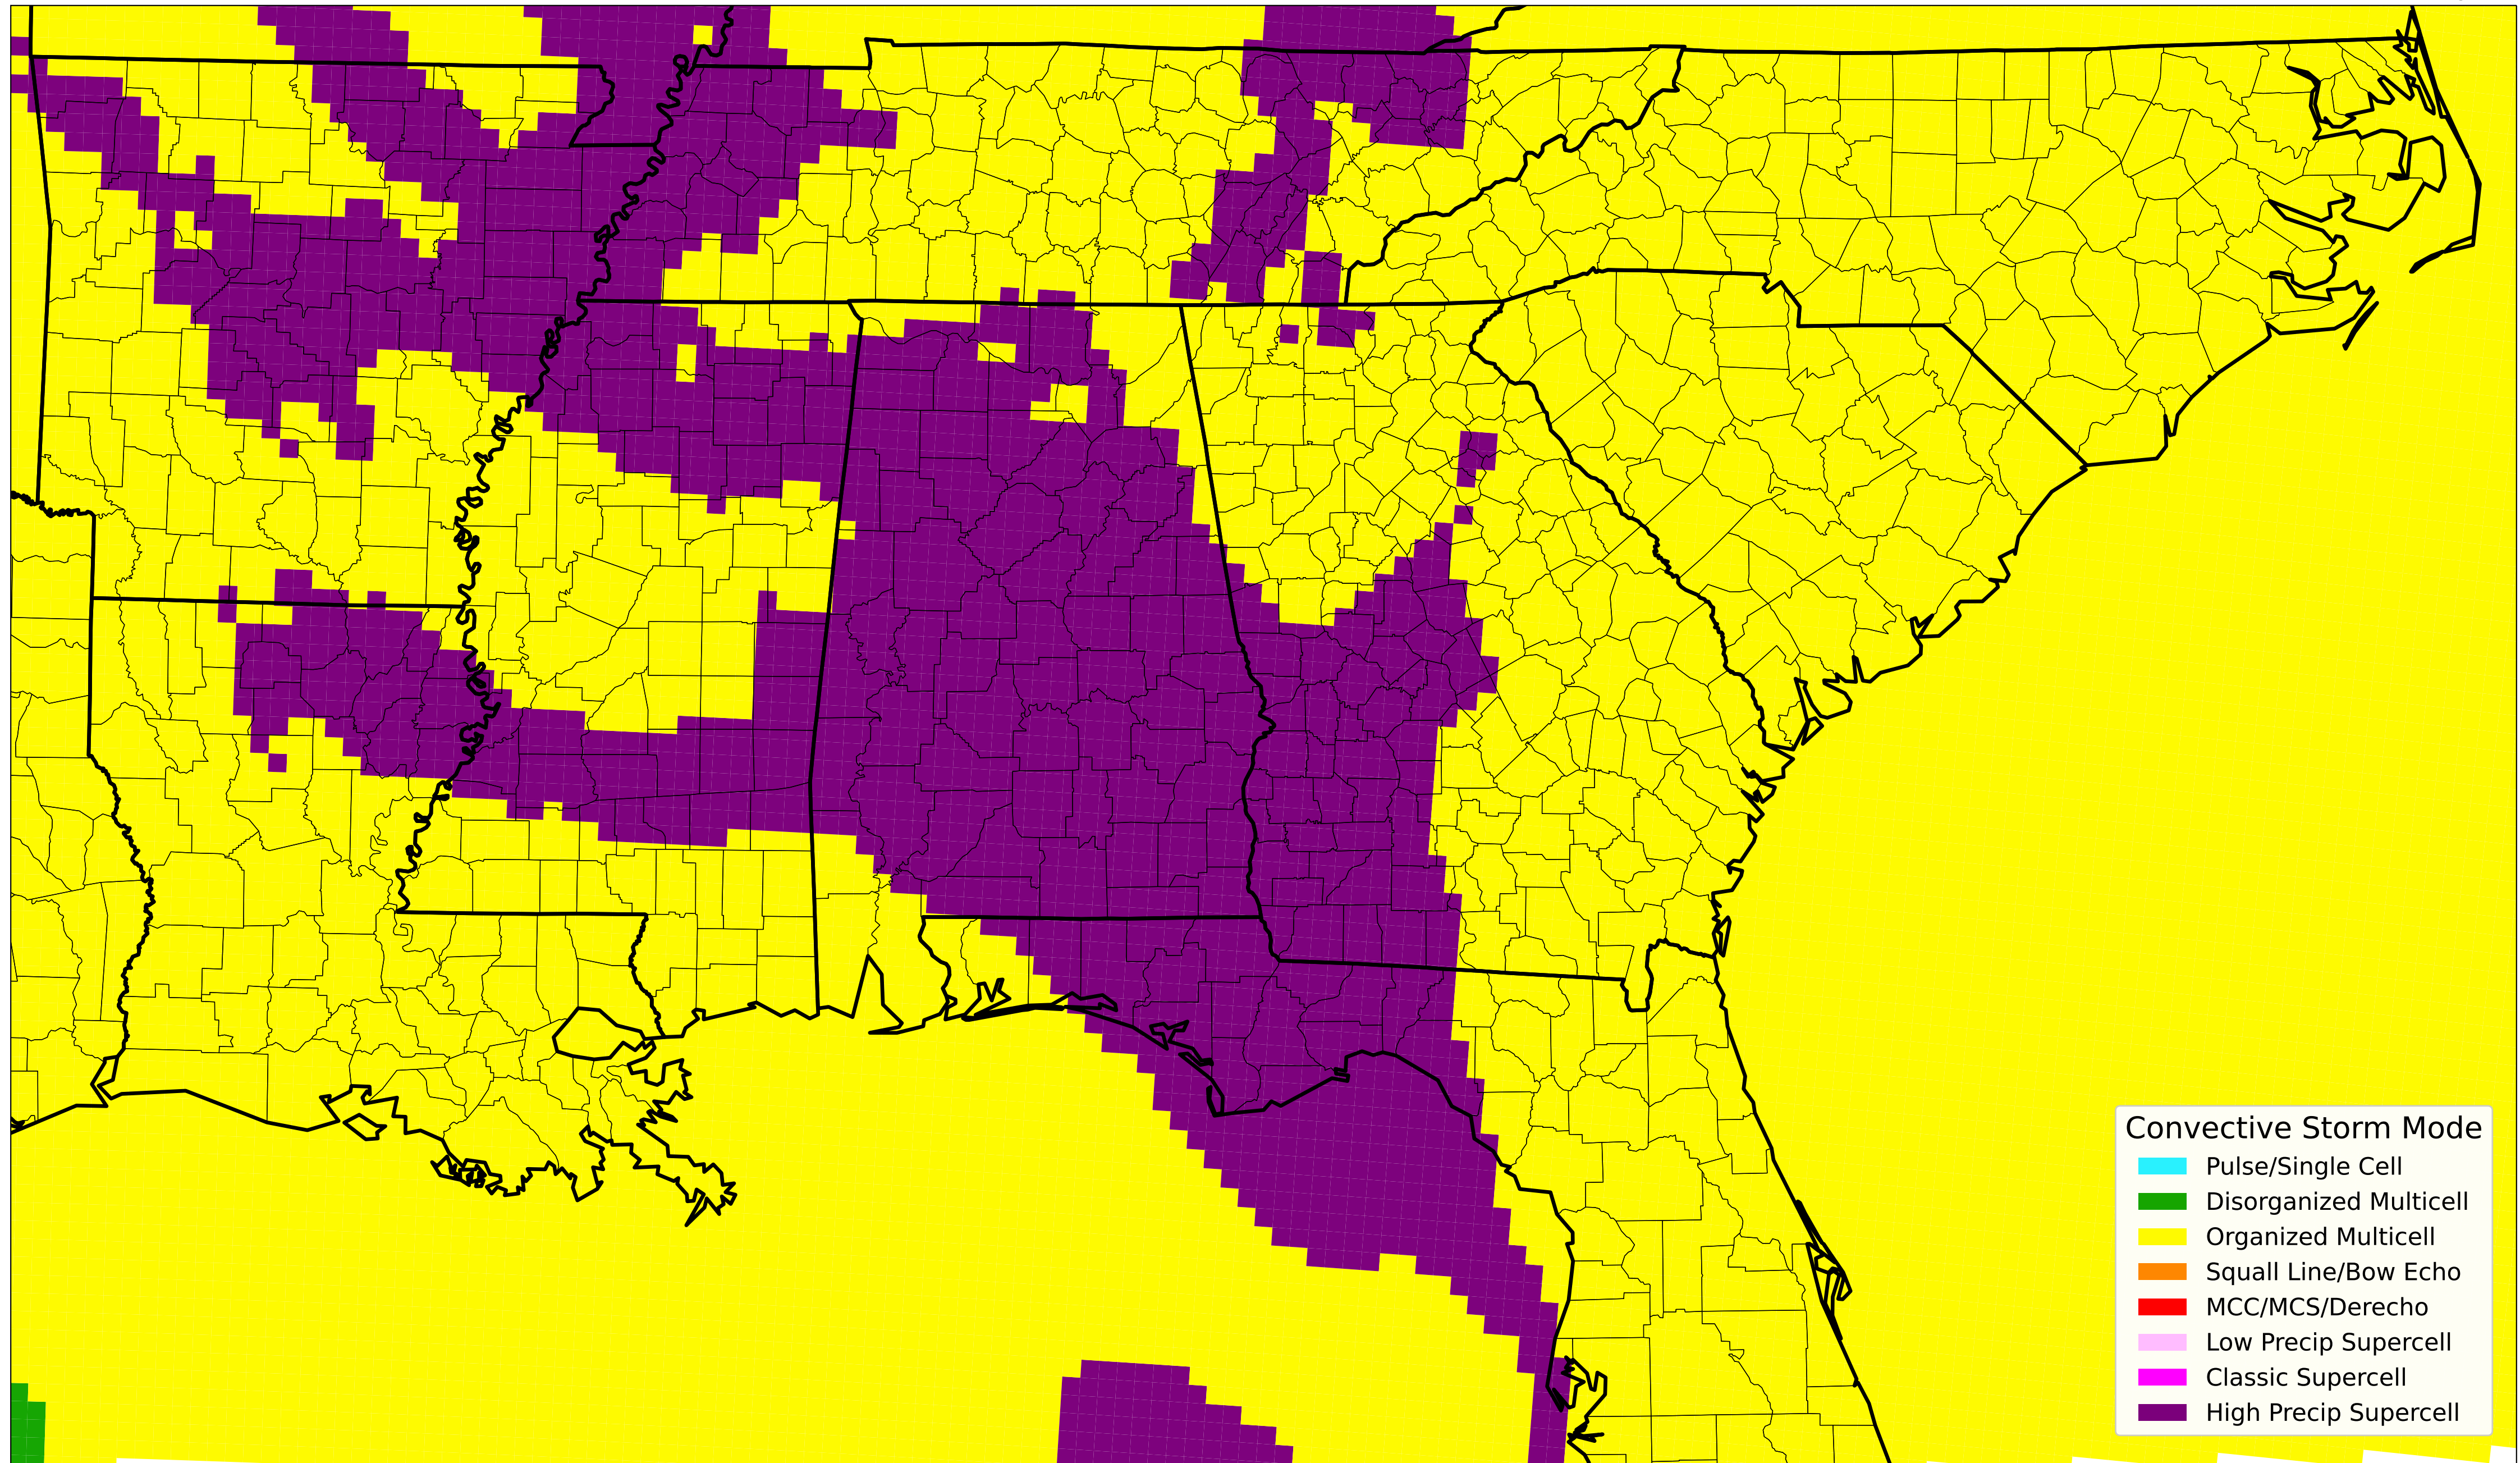 Convective Storm Mode
Pulse/Single Cell
Disorganized Multicell
Organized Multicell
Squall Line/Bow Echo
MCC/MCS/Derecho
Low Precip Supercell
Classic Supercell
High Precip Supercell